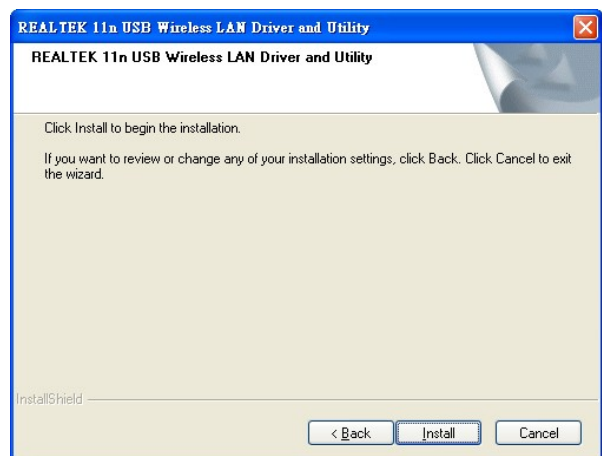 REALTEK 11n USB Wireless LAN Driver and Utility
REALTEK 11n USB Wireless LAN Driver and Utility
Click Install to begin the installation.
If you want to review or change any of your installation settings, click Back. Click Cancel to exit
the wizard.
InstallShield
< Back Install Cancel